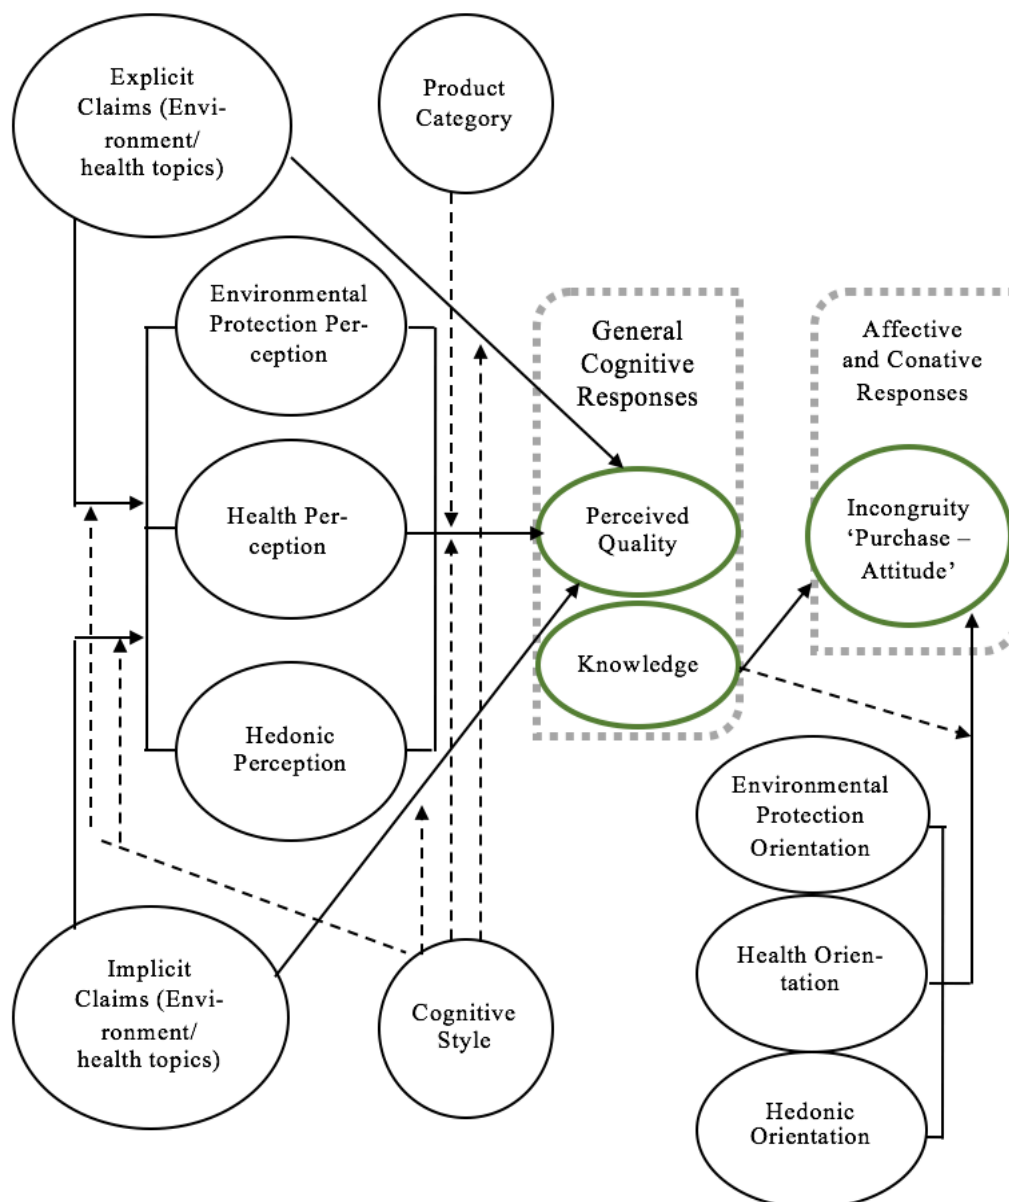 Explicit
Claims (Envi-
ronment/
health topics)
Product
Category
Environmental
Protection Per-
ception
General
Cognitive
Responses
Affective
and Conative
Responses
Health Per-
ception
Perceived
Quality
Incongruity
‘Purchase –
Attitude’
Knowledge
Hedonic
Perception
Environmental
Protection
Orientation
Implicit
Claims (Envi-
ronment/
health topics)
Cognitive
Style
Health Orien-
tation
Hedonic
Orientation